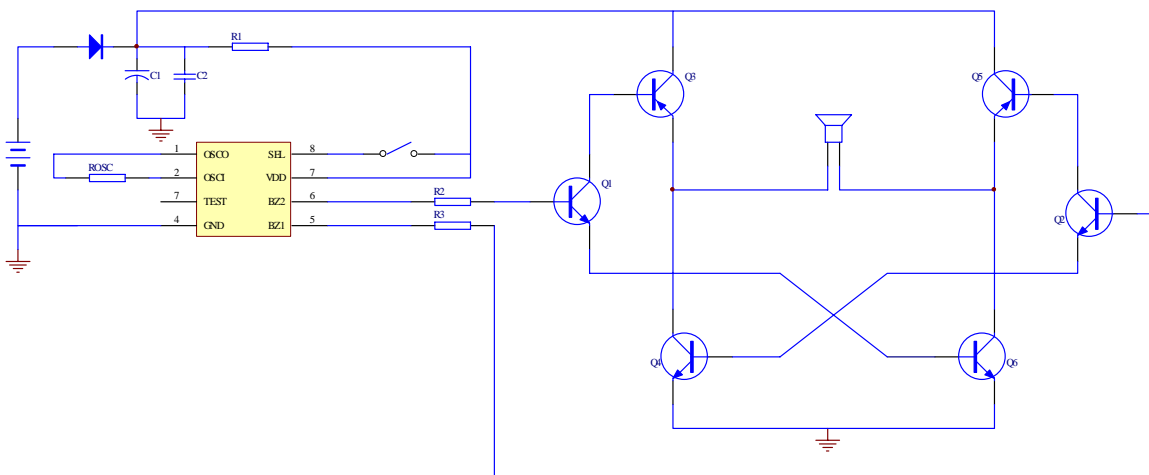 R1
Q3
Q5
C1
C2
1 OSCO SEL 8
ROSC 2 OSCI VDD 7
7 TEST BZ2 6 R2
4 GND BZ1 5 R3
Q1
Q2
Q4
Q6